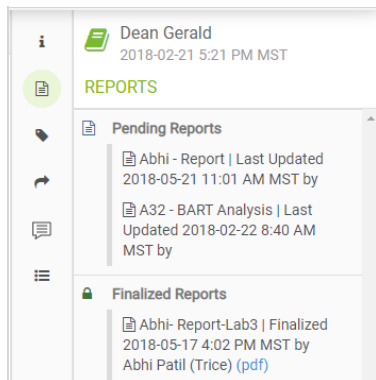 Dean Gerald
2018-02-21 5:21 PM MST
REPORTS
Pending Reports
Abhi - Report | Last Updated
2018-05-21 11:01 AM MST by
A32 - BART Analysis | Last
Updated 2018-02-22 8:40 AM
MST by
Finalized Reports
Abhi- Report-Lab3 | Finalized
2018-05-17 4:02 PM MST by
Abhi Patil (Trice) (pdf)